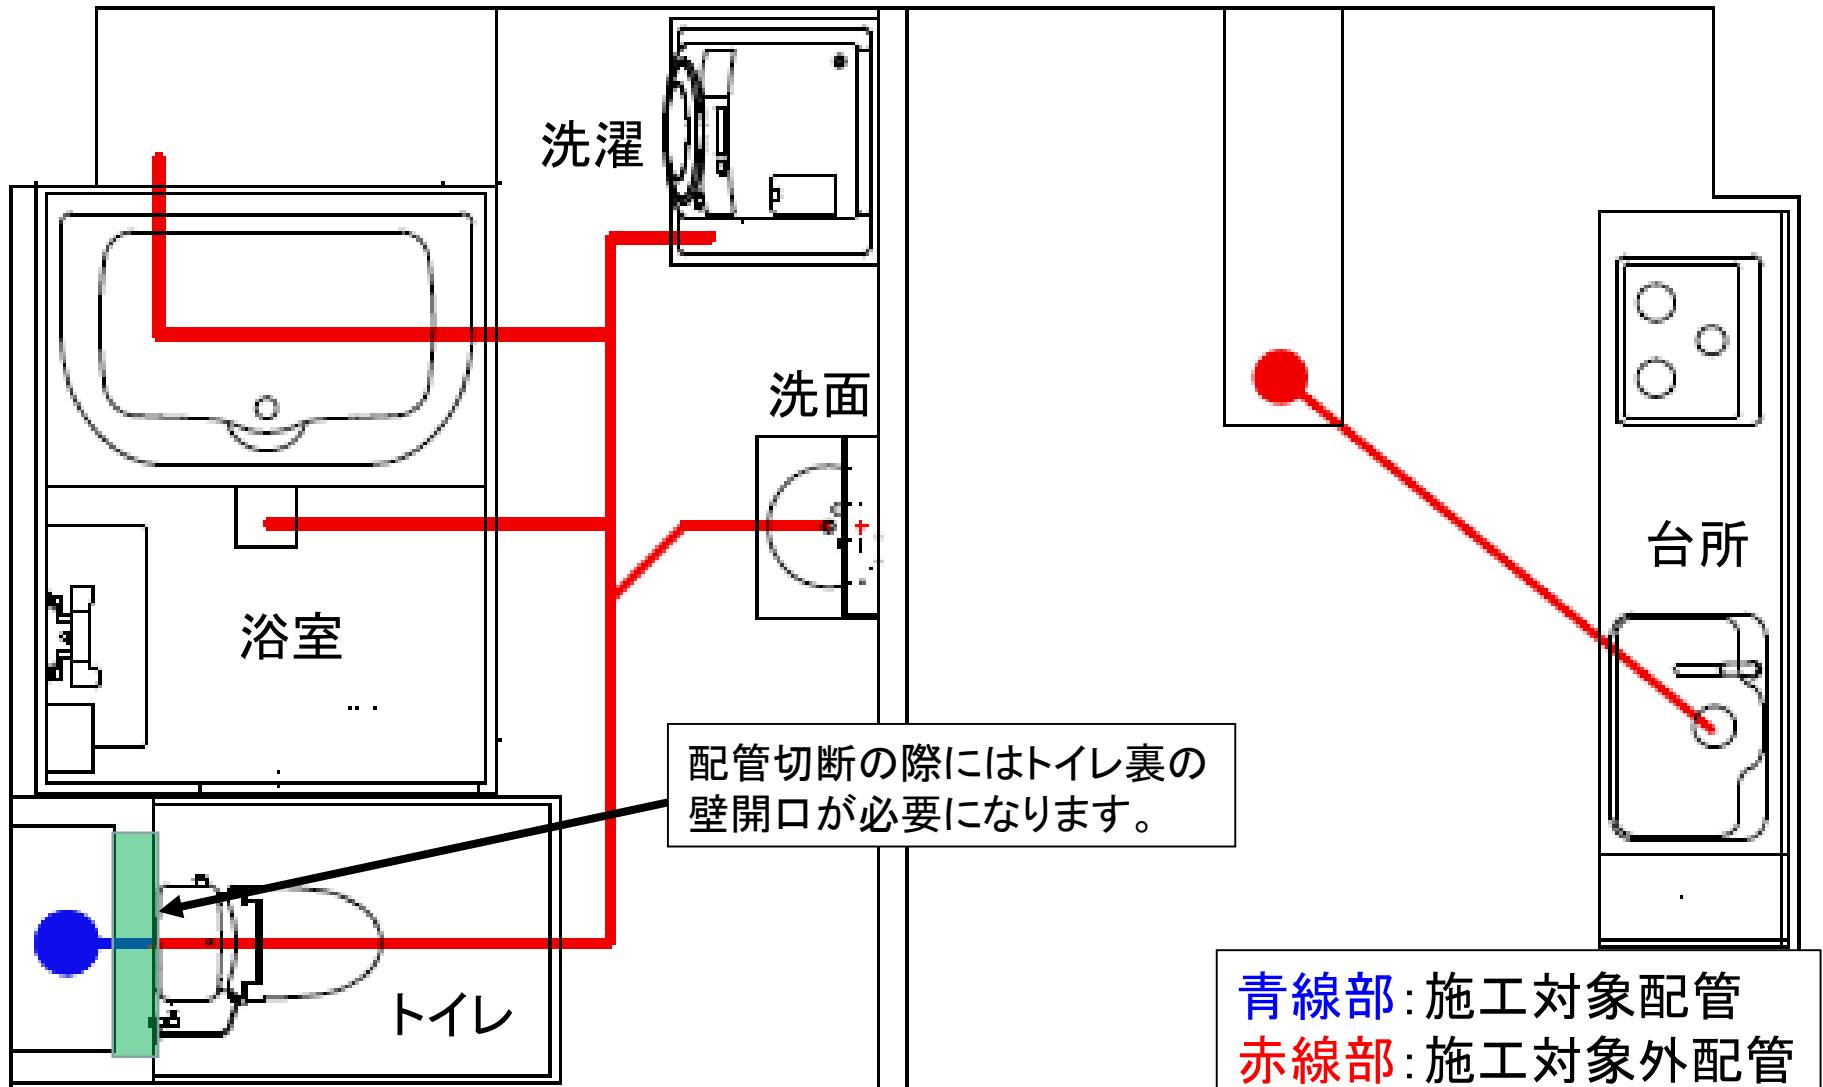 洗濯
洗面
台所
浴室
配管切断の際にはトイレ裏の
壁開口が必要になります。
トイレ
青線部：施工対象配管
赤線部：施工対象外配管